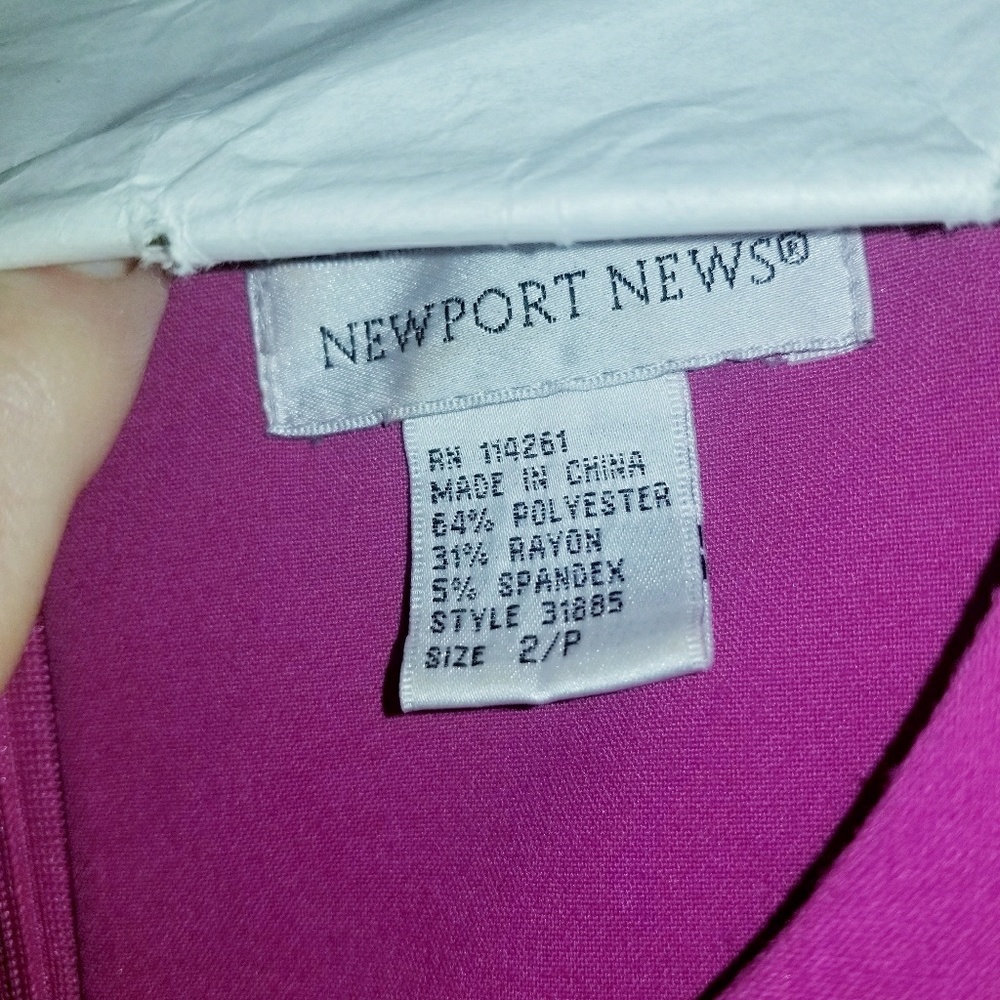 NEWPORT NEWS®
RN 114261
MADE IN CHINA
64% POLYESTER
31% RAYON
5% SPANDEX
STYLE 31885
SIZE 2/P